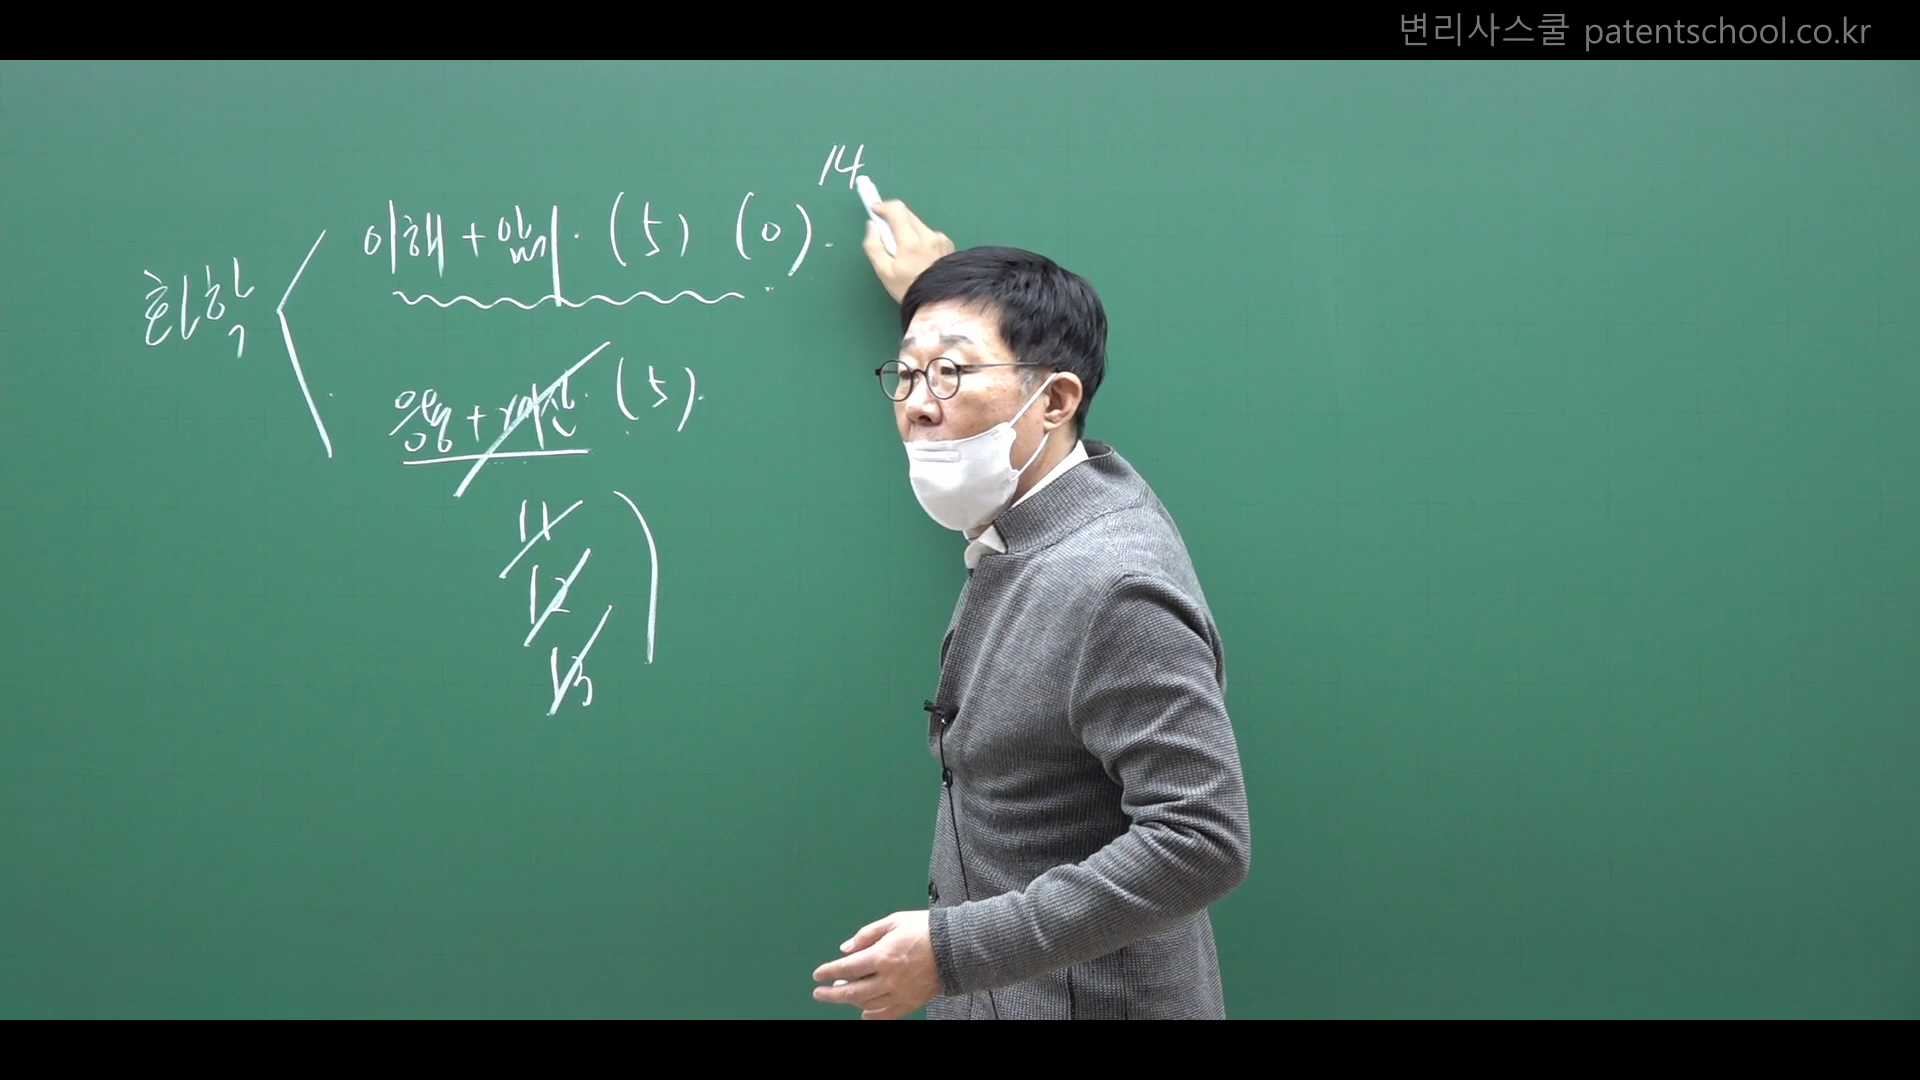 변리사스쿨 patentschool.co.kr
14
이해 + 암기. (5) (0).
화학
응용 + 계산. (5).
11
12
13